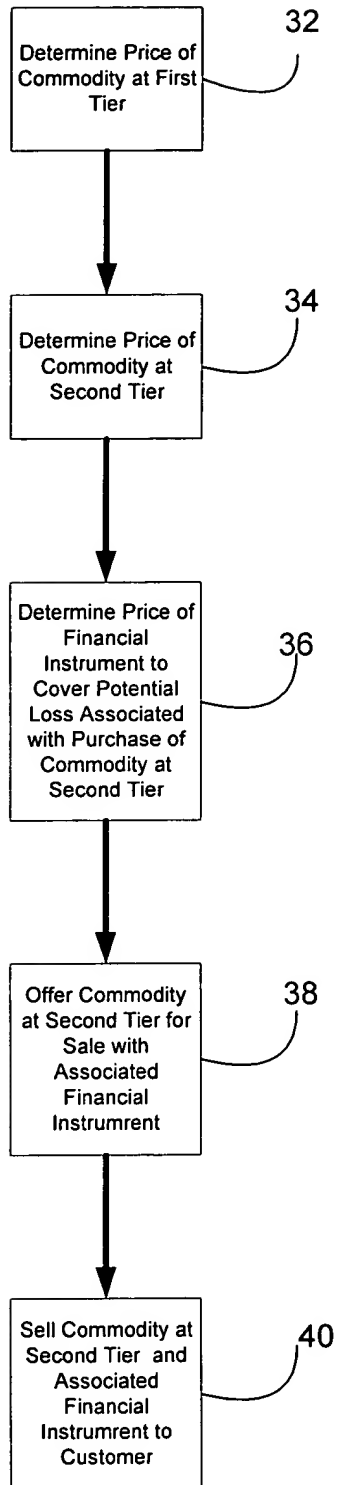 32
Determine Price of
Commodity at First
Tier
34
Determine Price of
Commodity at
Second Tier
36
Determine Price of
Financial
Instrument to
Cover Potential
Loss Associated
with Purchase of
Commodity at
Second Tier
38
Offer Commodity
at Second Tier for
Sale with
Associated
Financial
Instrumrent
40
Sell Commodity at
Second Tier and
Associated
Financial
Instrumrent to
Customer